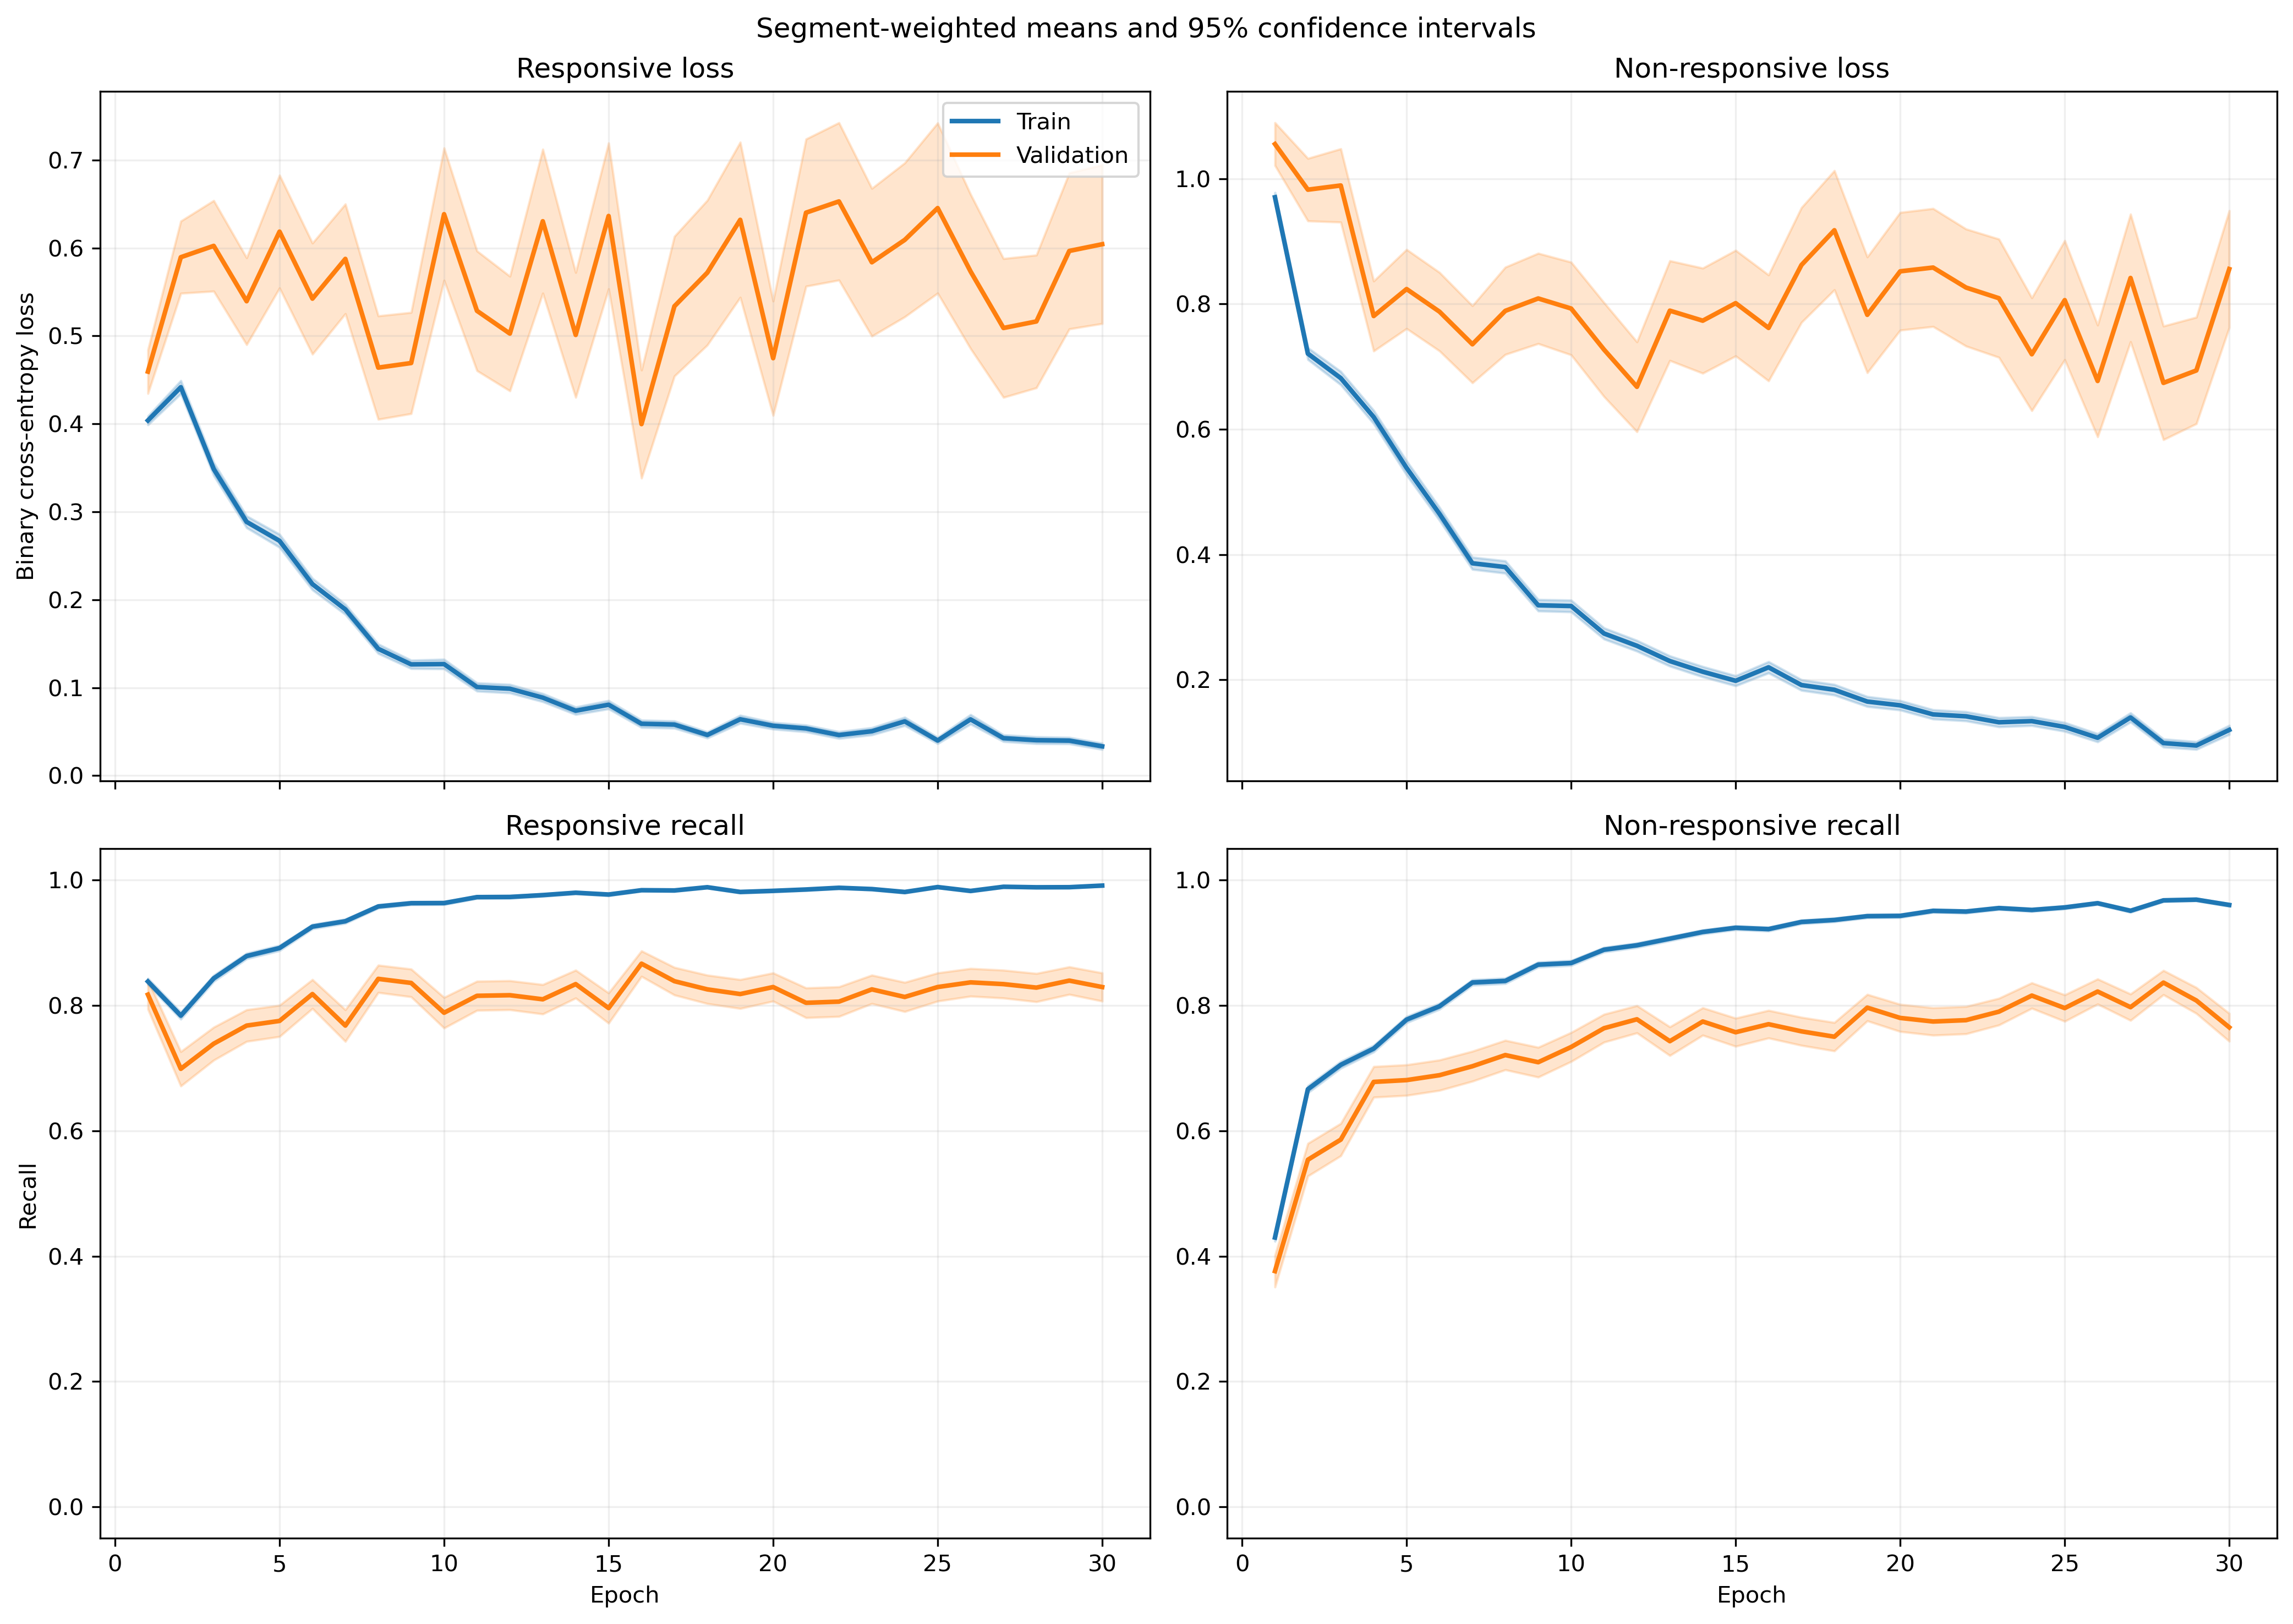 Segment-weighted means and 95% confidence intervals
Responsive loss
Non-responsive loss
Train
Validation
Binary cross-entropy loss
0.7
0.6
0.5
0.4
0.3
0.2
0.1
0.0
1.0
0.8
0.6
0.4
0.2
Responsive recall
Non-responsive recall
Recall
1.0
0.8
0.6
0.4
0.2
0.0
1.0
0.8
0.6
0.4
0.2
0.0
0 5 10 15 20 25 30
0 5 10 15 20 25 30
Epoch
Epoch